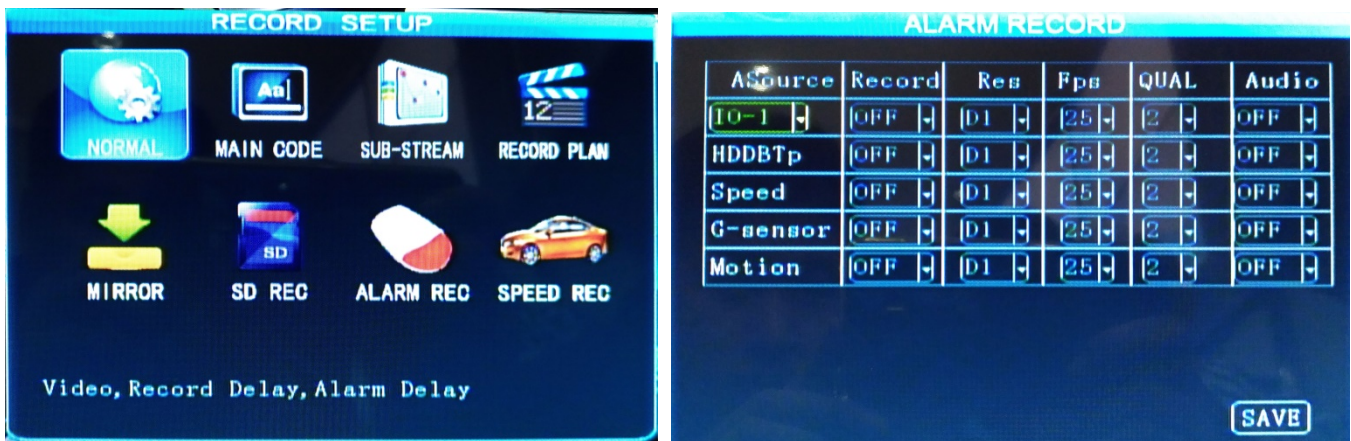 RECORD SETUP
Aa
12
NORMAL MAIN CODE SUB-STREAM RECORD PLAN
SD
MIRROR SD REC ALARM REC SPEED REC
Video,Record Delay,Alarm Delay
ALARM RECORD
ASource Record Res Fps QUAL Audio
IO-1 OFF D1 25 2 OFF
HDDBTp OFF D1 25 2 OFF
Speed OFF D1 25 2 OFF
G-sensor OFF D1 25 2 OFF
Motion OFF D1 25 2 OFF
SAVE